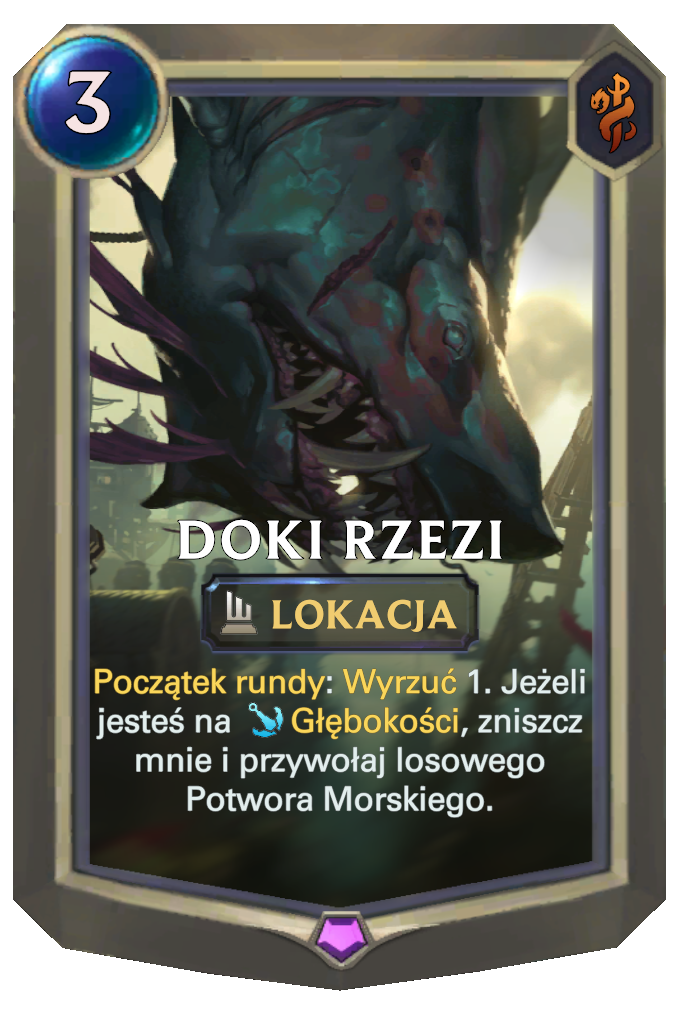 3
DOKI RZEZI
LOKACJA
Początek rundy: Wyrzuć 1. Jeżeli
jesteś na Głębokości, zniszcz
mnie i przywołaj losowego
Potwora Morskiego.